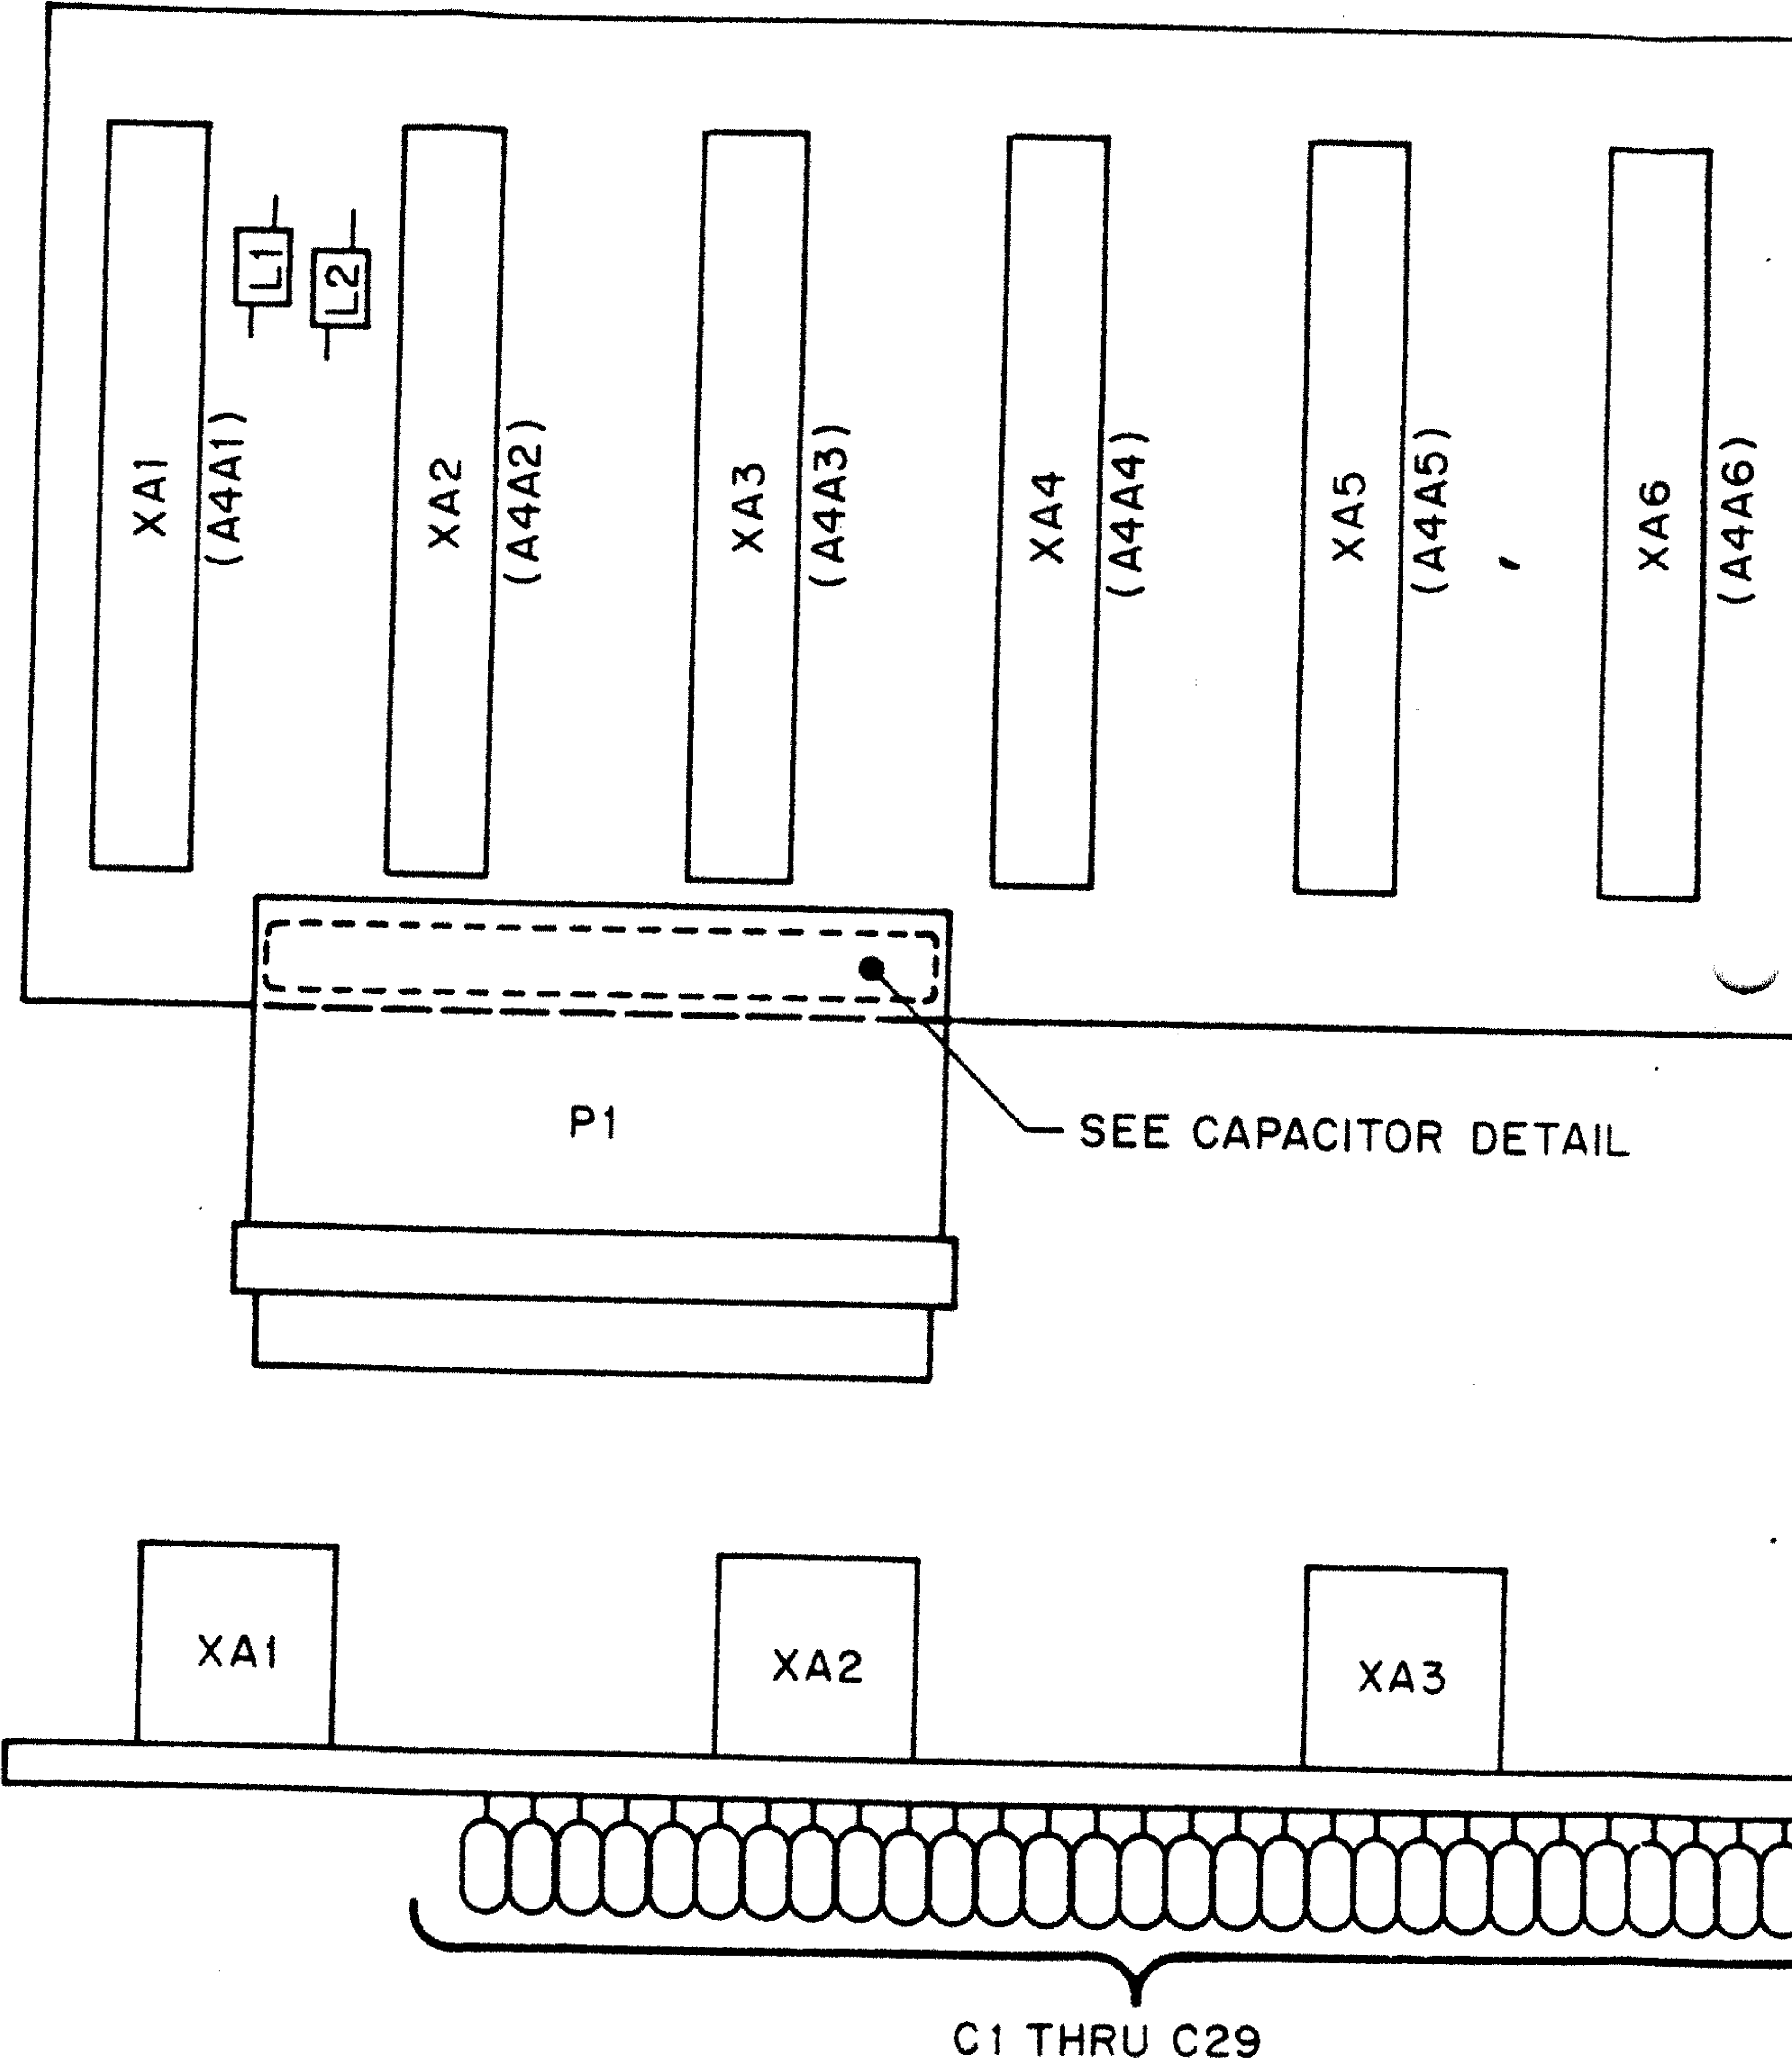 XA1
(A4A1)
L1
L2
XA2
(A4A2)
XA3
(A4A3)
XA4
(A4A4)
XA5
(A4A5)
XA6
(A4A6)
P1
SEE CAPACITOR DETAIL
XA1
XA2
XA3
C1 THRU C29